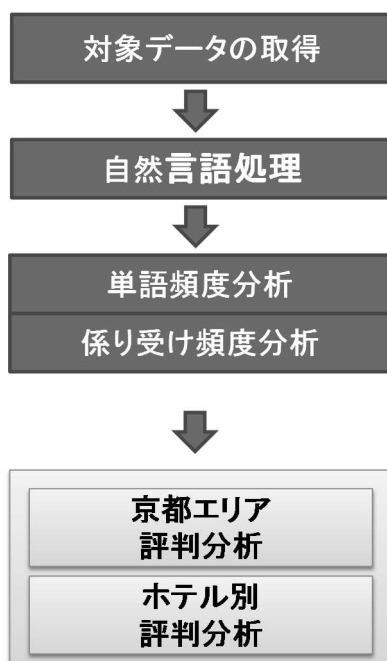 対象データの取得
自然言語処理
単語頻度分析
係り受け頻度分析
京都エリア
評判分析
ホテル別
評判分析